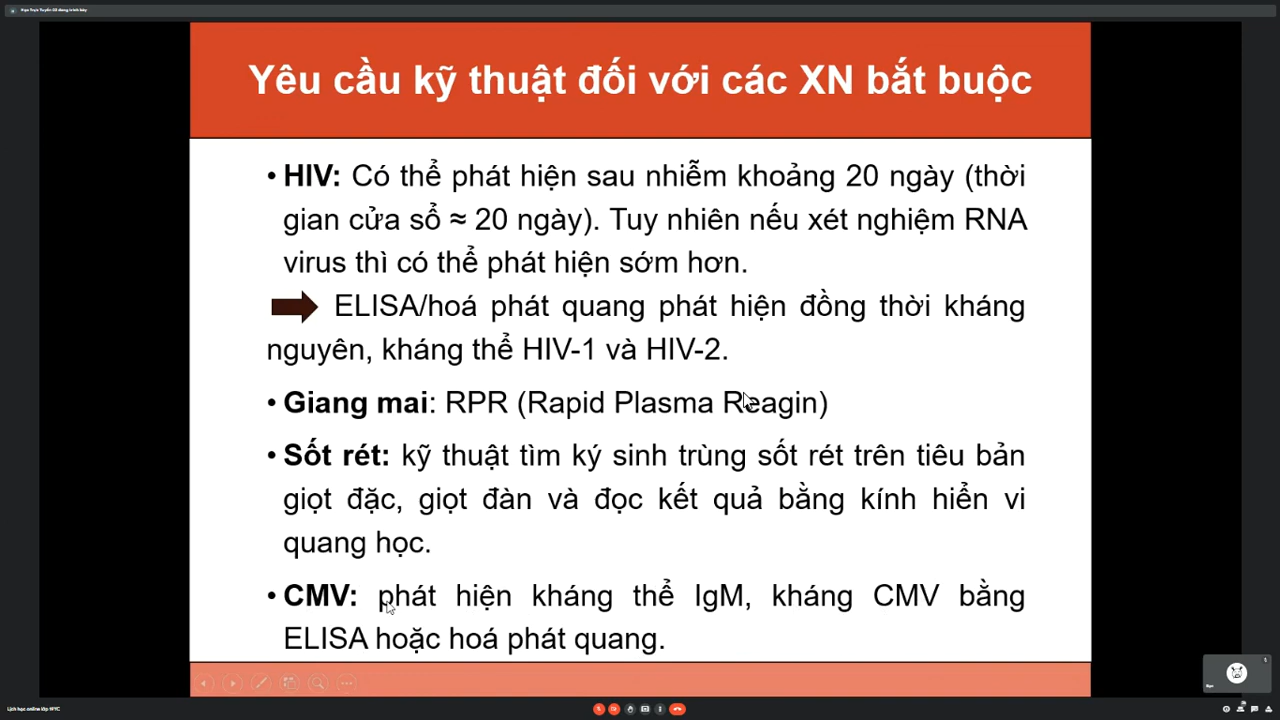 Yêu cầu kỹ thuật đối với các XN bắt buộc
• HIV: Có thể phát hiện sau nhiễm khoảng 20 ngày (thời
gian cửa sổ ≈ 20 ngày). Tuy nhiên nếu xét nghiệm RNA
virus thì có thể phát hiện sớm hơn.
ELISA/hoá phát quang phát hiện đồng thời kháng
nguyên, kháng thể HIV-1 và HIV-2.
• Giang mai: RPR (Rapid Plasma Reagin)
• Sốt rét: kỹ thuật tìm ký sinh trùng sốt rét trên tiêu bản
giọt đặc, giọt đàn và đọc kết quả bằng kính hiển vi
quang học.
• CMV: phát hiện kháng thể IgM, kháng CMV bằng
ELISA hoặc hoá phát quang.
Bạn